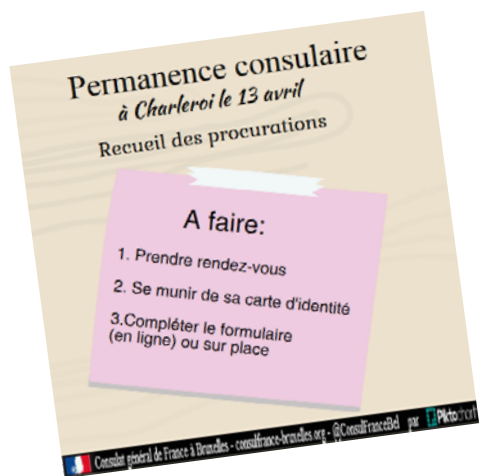 Permanence consulaire
à Charleroi le 13 avril
Recueil des procurations
A faire:
1. Prendre rendez-vous
2. Se munir de sa carte d'identité
3.Compléter le formulaire
(en ligne) ou sur place
Consulat général de France à Bruxelles - consulfrance-bruxelles.org - @ConsulFranceBel par Piktochart